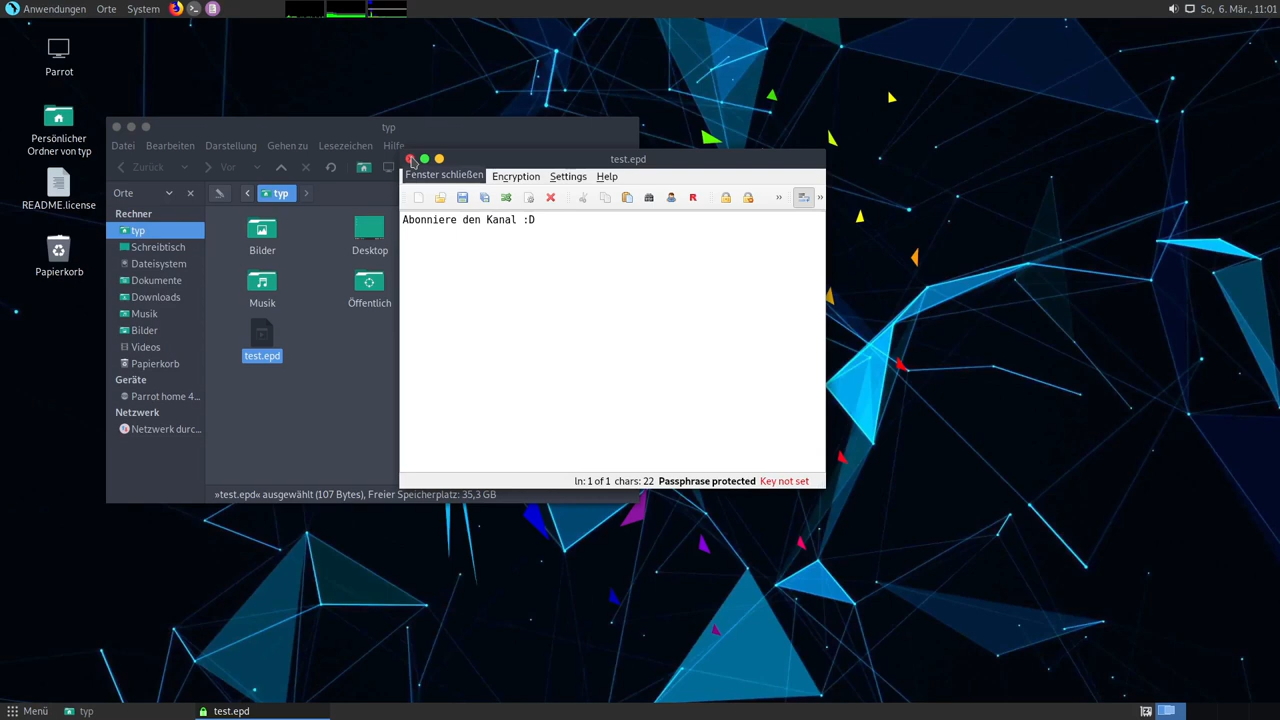 Anwendungen Orte System So, 6. Mär., 11:01
Parrot
Persönlicher
Ordner von typ
README.license
Papierkorb
typ
Datei Bearbeiten Darstellung Gehen zu Lesezeichen Hilfe
Zurück Vor
Orte typ
Rechner
typ
Schreibtisch
Dateisystem
Dokumente
Downloads
Musik
Bilder
Videos
Papierkorb
Geräte
Parrot home 4...
Netzwerk
Netzwerk durc...
Bilder Desktop
Musik Öffentlich
test.epd
»test.epd« ausgewählt (107 Bytes), Freier Speicherplatz: 35,3 GB
test.epd
Fenster schließen Encryption Settings Help
R » »
Abonniere den Kanal :D
ln: 1 of 1 chars: 22 Passphrase protected Key not set
Menü typ test.epd